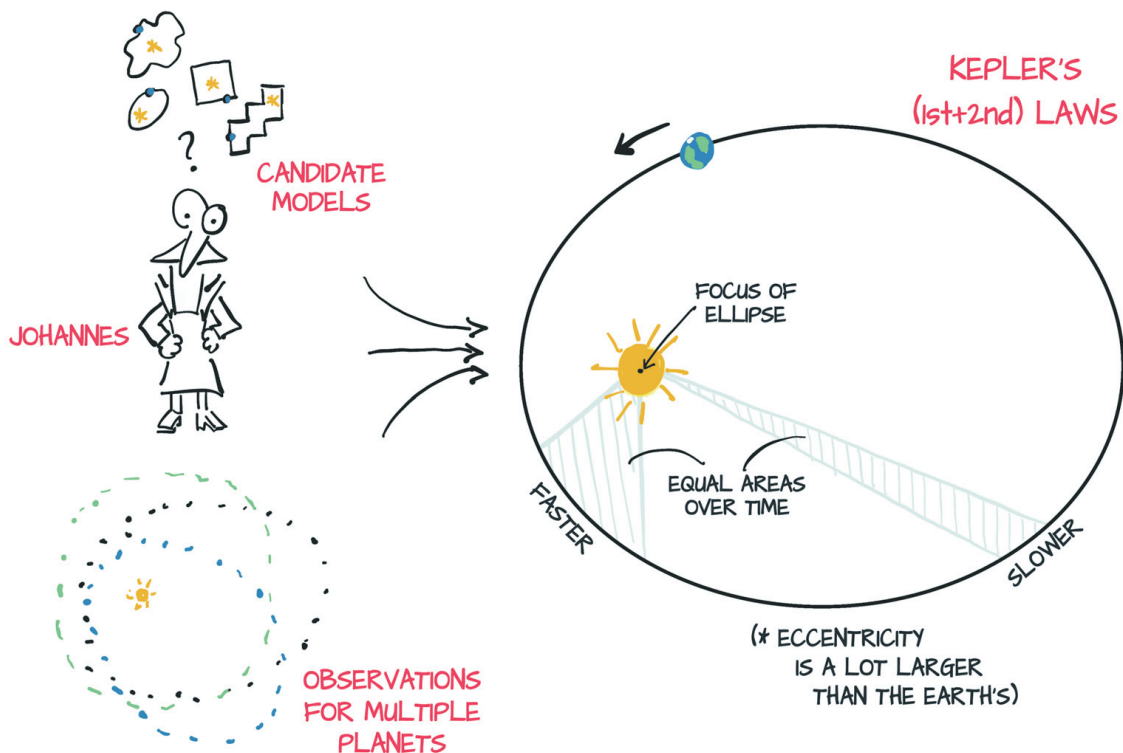 ?
CANDIDATE
MODELS
JOHANNES
OBSERVATIONS
FOR MULTIPLE
PLANETS
KEPLER'S
(1st+2nd) LAWS
FOCUS OF
ELLIPSE
EQUAL AREAS
OVER TIME
FASTER
SLOWER
(* ECCENTRICITY
IS A LOT LARGER
THAN THE EARTH'S)